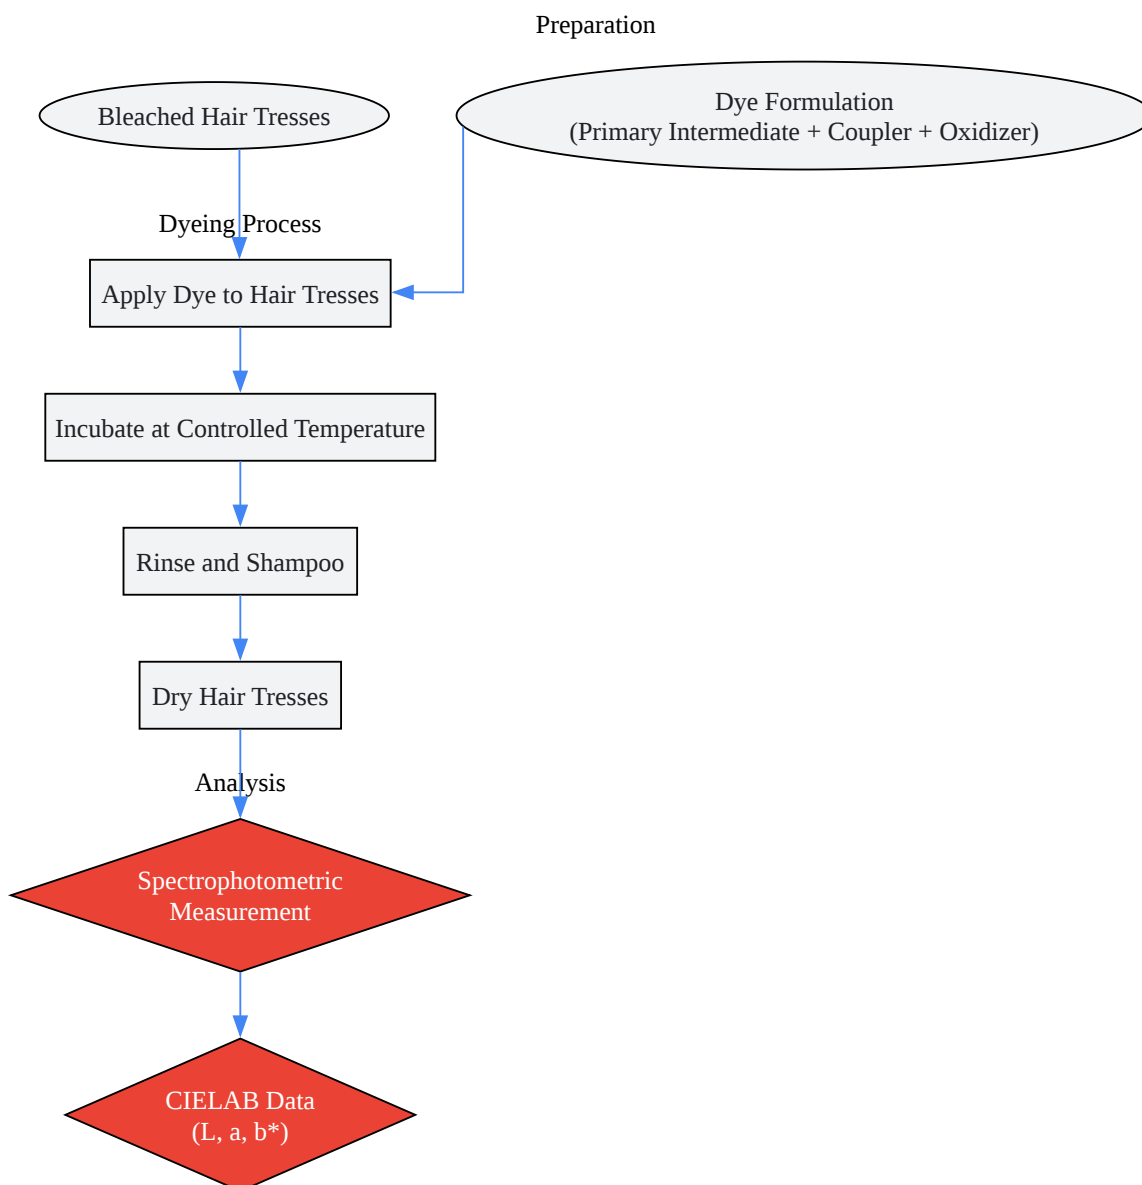 Preparation
Bleached Hair Tresses
Dye Formulation
(Primary Intermediate + Coupler + Oxidizer)
Dyeing Process
Apply Dye to Hair Tresses
Incubate at Controlled Temperature
Rinse and Shampoo
Dry Hair Tresses
Analysis
Spectrophotometric
Measurement
CIELAB Data
(L, a, b*)